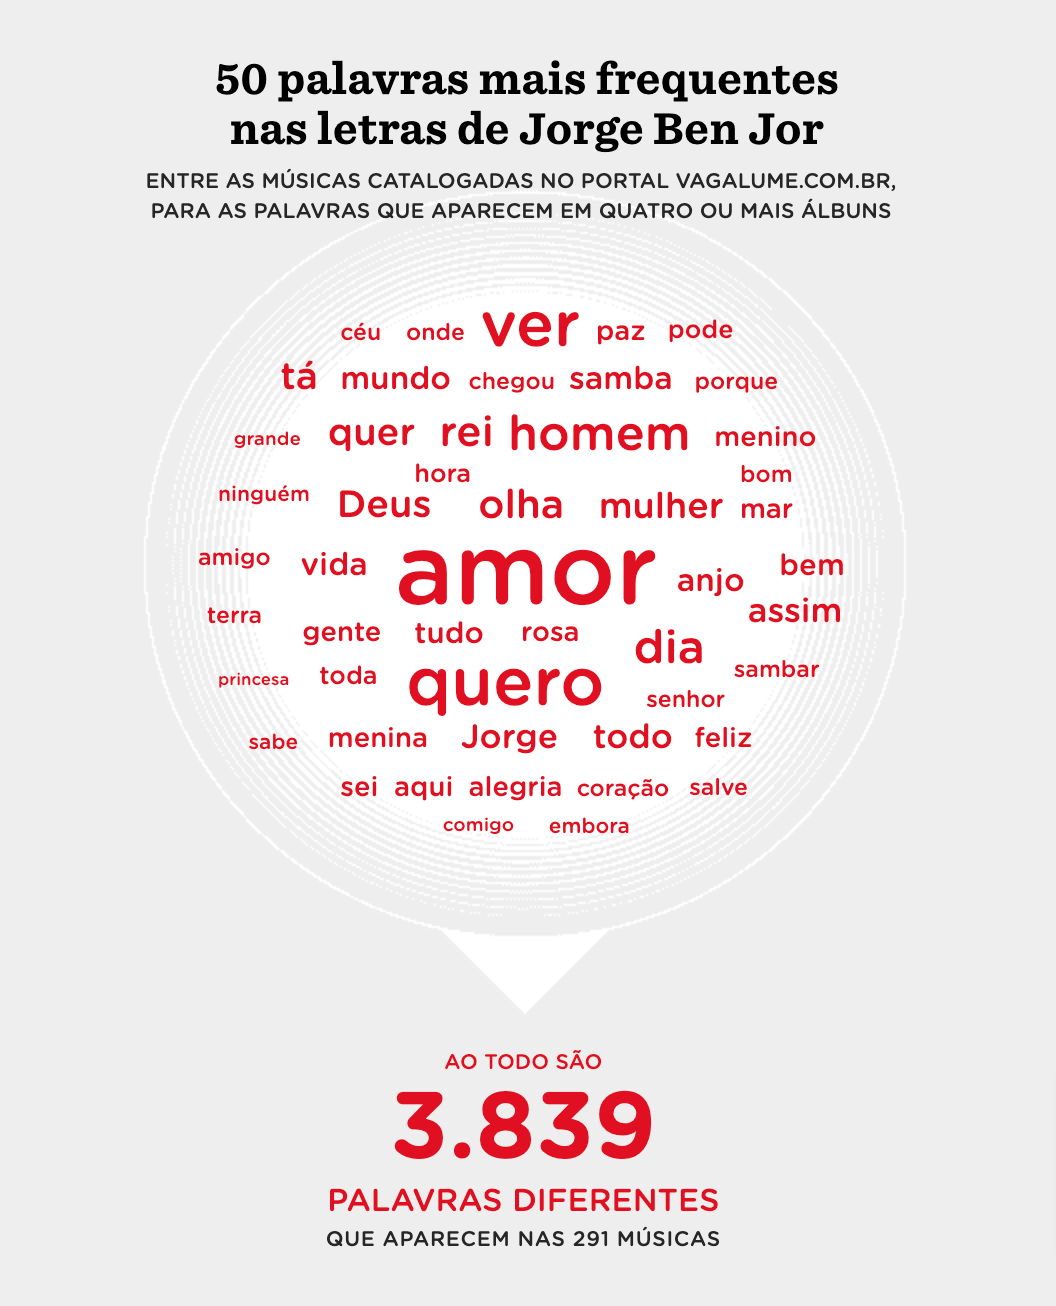 50 palavras mais frequentes
nas letras de Jorge Ben Jor
ENTRE AS MÚSICAS CATALOGADAS NO PORTAL VAGALUME.COM.BR,
PARA AS PALAVRAS QUE APARECEM EM QUATRO OU MAIS ÁLBUNS
céu onde ver paz pode
tá mundo chegou samba porque
grande quer rei homem menino
hora bom
ninguém Deus olha mulher mar
amigo vida amor anjo bem
terra assim
gente tudo rosa dia
princesa toda quero sambar
senhor
sabe menina Jorge todo feliz
sei aqui alegria coração salve
comigo embora
AO TODO SÃO
3.839
PALAVRAS DIFERENTES
QUE APARECEM NAS 291 MÚSICAS